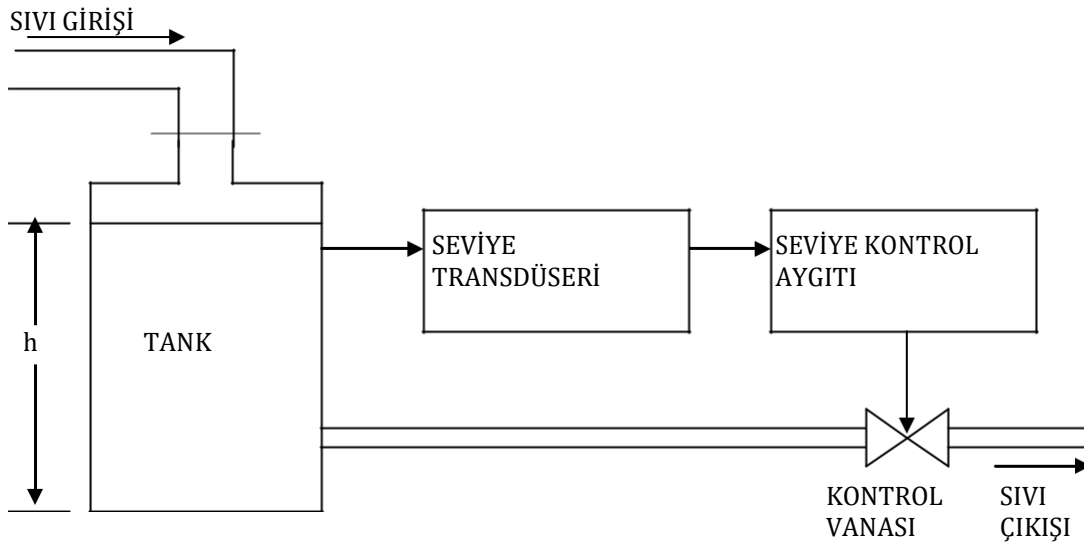 SIVI GİRİŞİ
SEVİYE
TRANSDÜSERİ
SEVİYE KONTROL
AYGITI
h
TANK
KONTROL
VANASI
SIVI
ÇIKIŞI